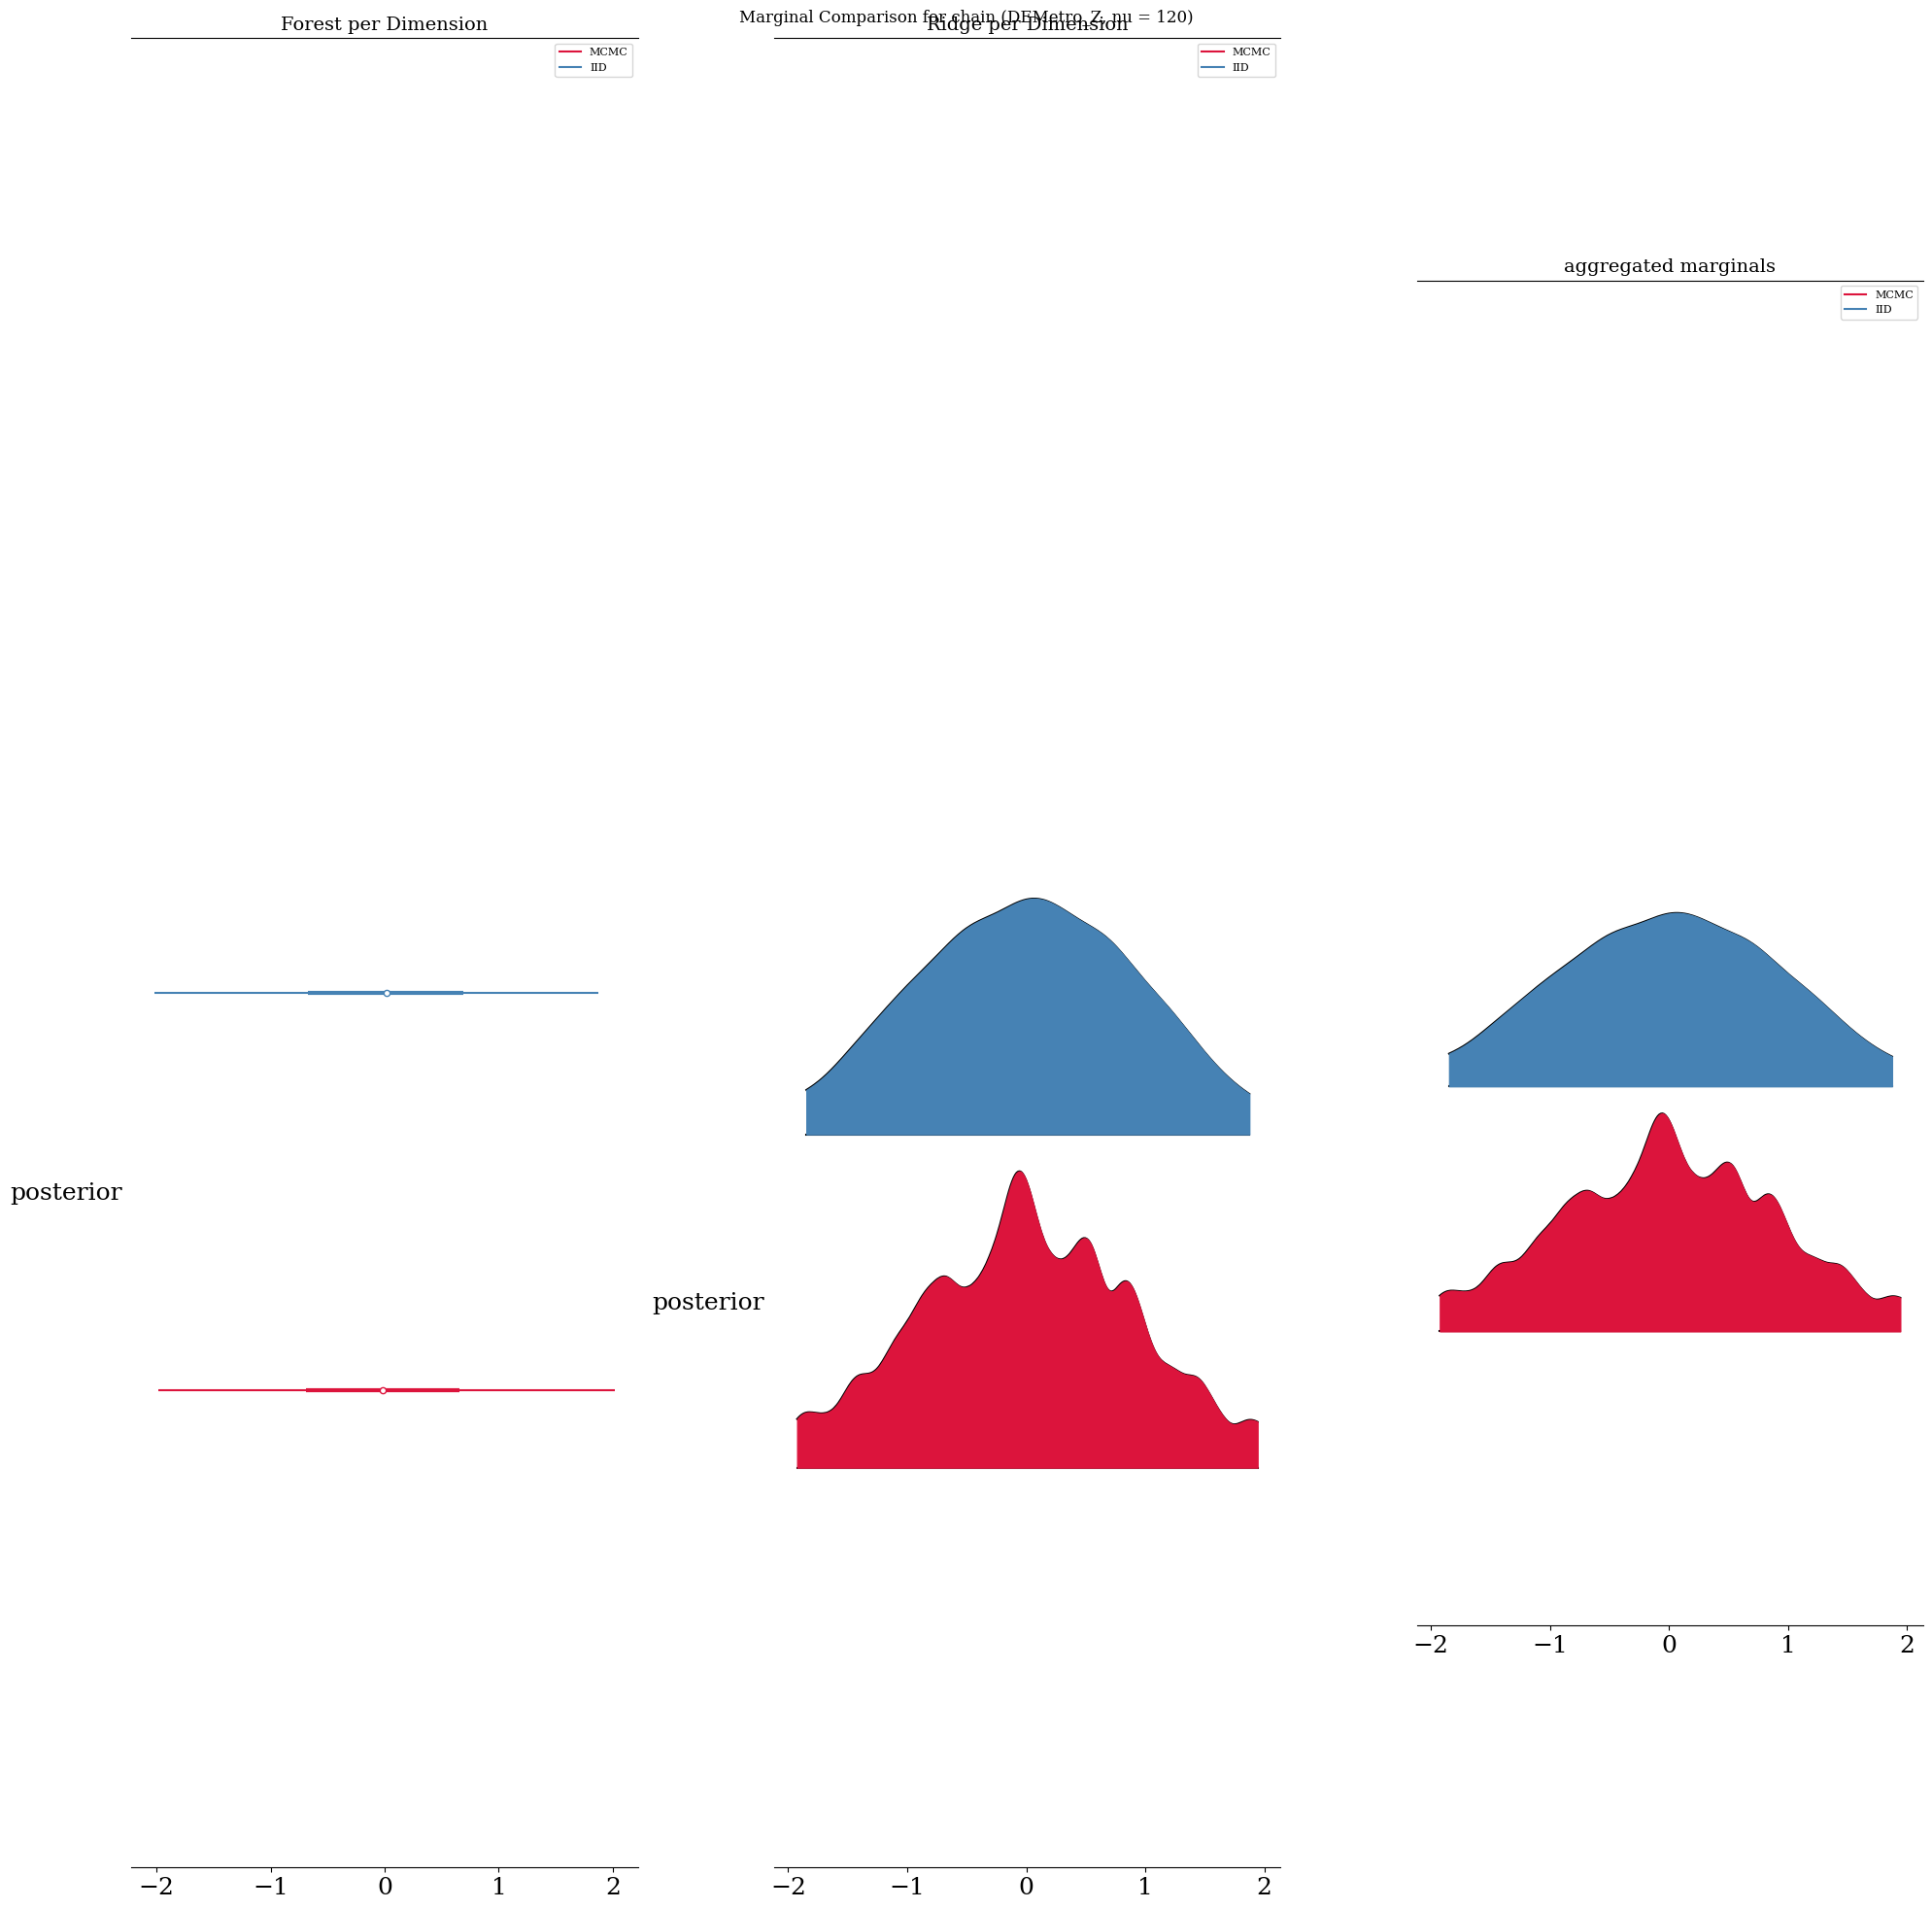 Marginal Comparison for chain (DEMetro_Z, nu = 120)
Forest per Dimension
MCMC
IID
posterior
−2 −1 0 1 2
Ridge per Dimension
MCMC
IID
posterior
−2 −1 0 1 2
aggregated marginals
MCMC
IID
−2 −1 0 1 2